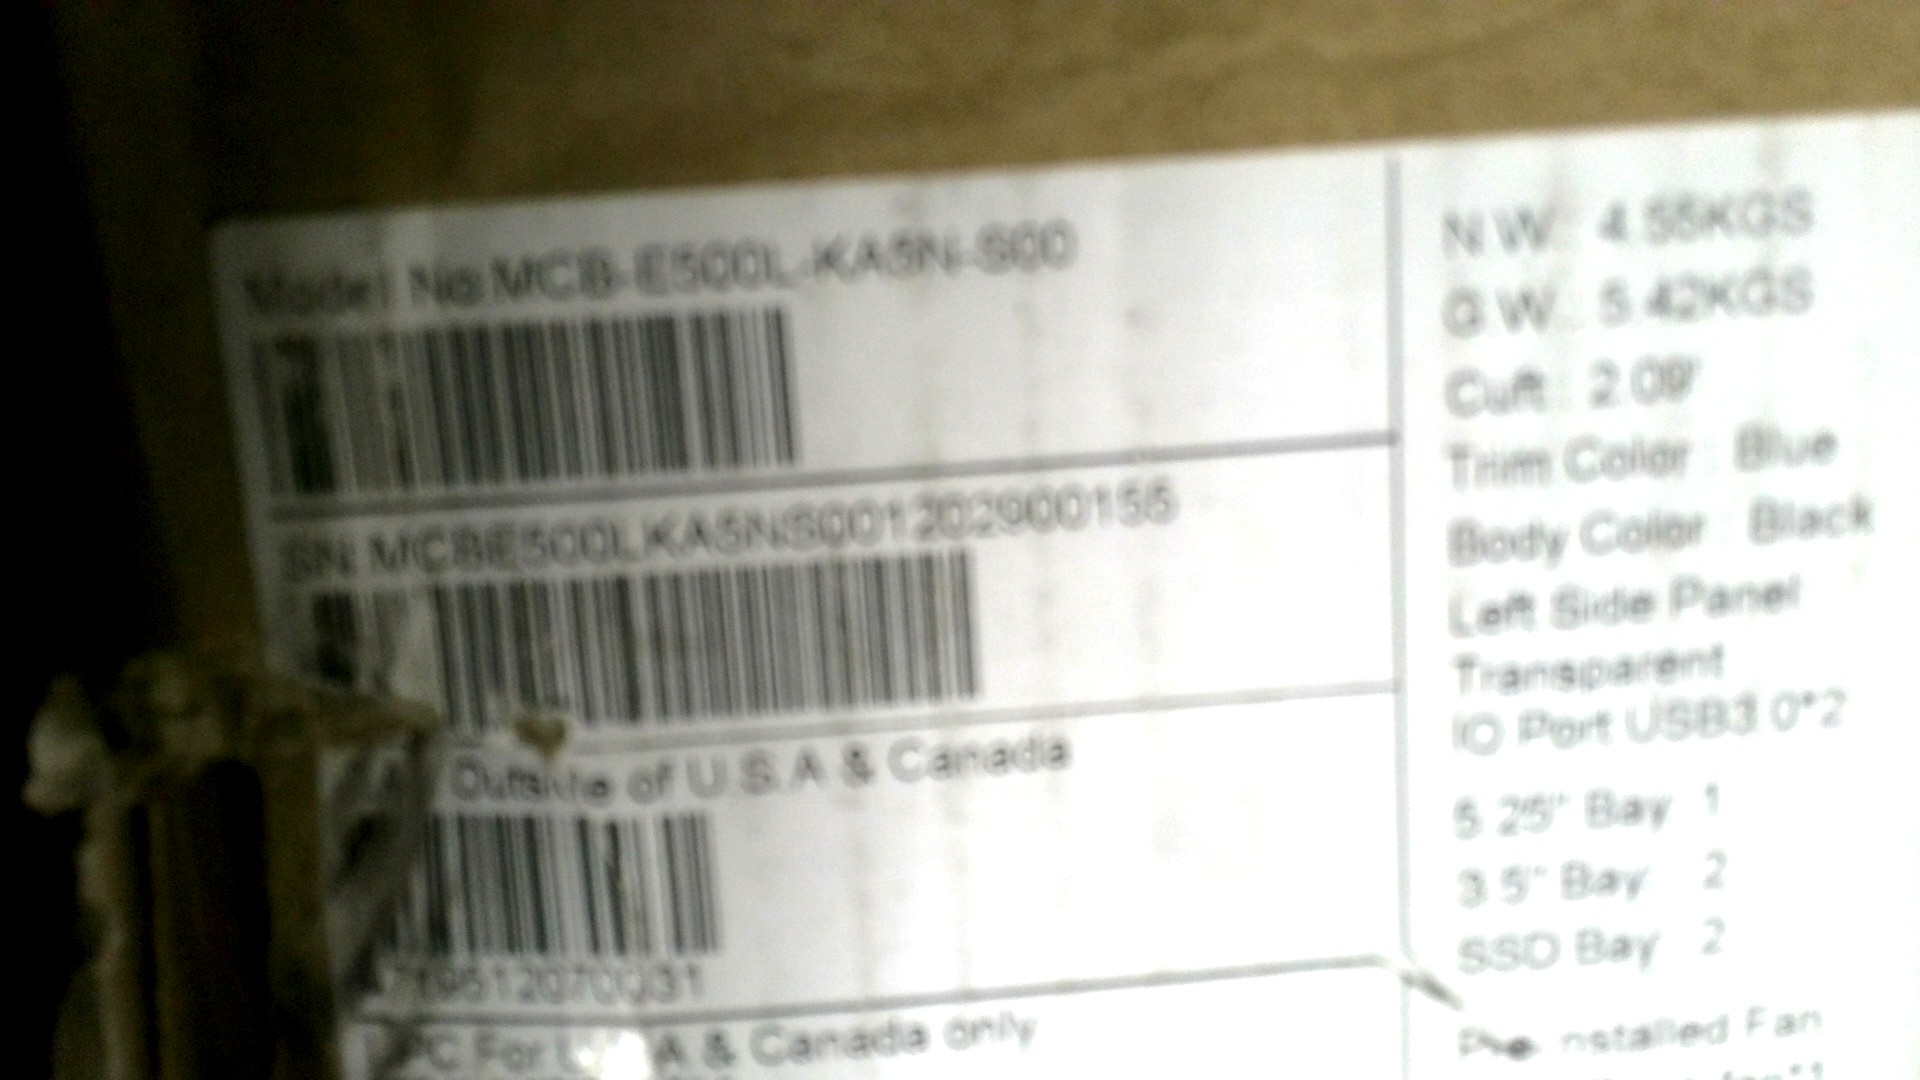 Model No:MCB-E500L-KA5N-S00
SN:MCBE500LKA5NS001202900155
Outside of U.S.A & Canada
For & Canada only
N.W. : 4.55KGS
G.W. : 5.42KGS
Cuft : 2.09'
Trim Color : Blue
Body Color : Black
Left Side Panel
Transparent
IO Port USB3.0*2
5.25" Bay 1
3.5" Bay 2
SSD Bay 2
Fan